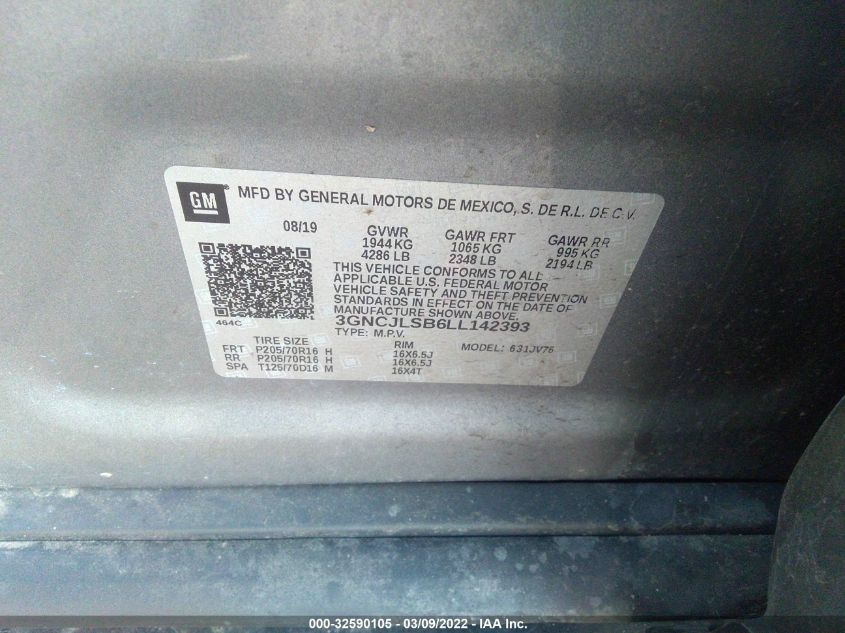 GM ® MFD BY GENERAL MOTORS DE MEXICO, S. DE R.L. DE C.V.
08/19 GVWR GAWR FRT GAWR RR
1944 KG 1065 KG 995 KG
4286 LB 2348 LB 2194 LB
THIS VEHICLE CONFORMS TO ALL
APPLICABLE U.S. FEDERAL MOTOR
VEHICLE SAFETY AND THEFT PREVENTION
STANDARDS IN EFFECT ON THE DATE OF
MANUFACTURE SHOWN ABOVE.
464C 3GNCJLSB6LL142393
TYPE: M.P.V. MODEL: 631JV76
TIRE SIZE RIM
FRT P205/70R16 H 16X6.5J
RR P205/70R16 H 16X6.5J
SPA T125/70D16 M 16X4T
000-32590105 - 03/09/2022 - IAA Inc.